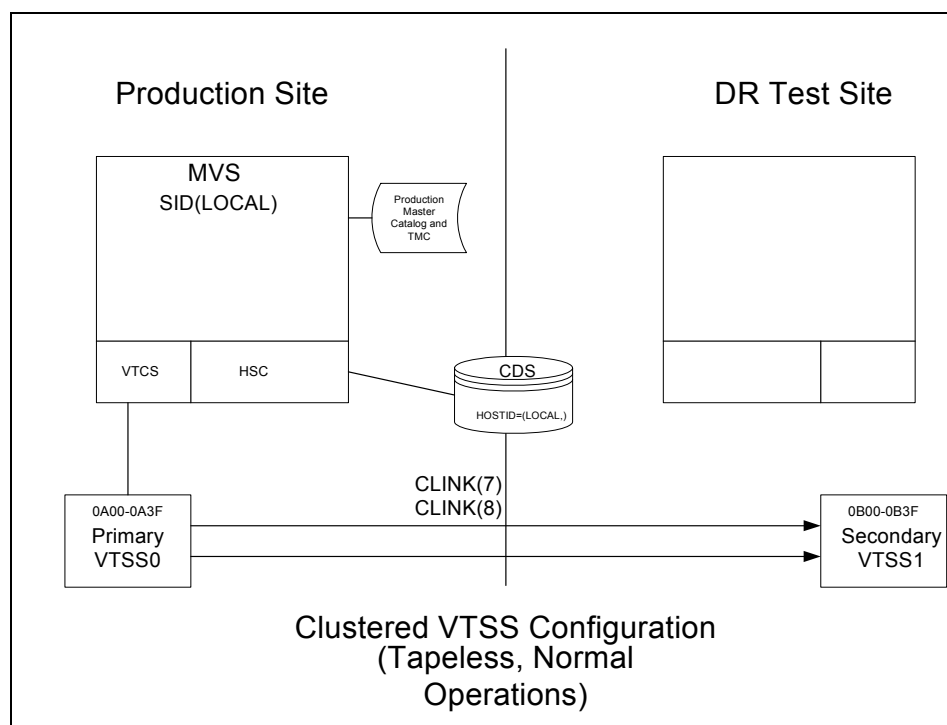 Production Site
DR Test Site
MVS
SID(LOCAL)
Production
Master
Catalog and
TMC
VTCS
HSC
CDS
HOSTID=(LOCAL,)
CLINK(7)
CLINK(8)
0A00-0A3F
Primary
VTSS0
0B00-0B3F
Secondary
VTSS1
Clustered VTSS Configuration
(Tapeless, Normal
Operations)